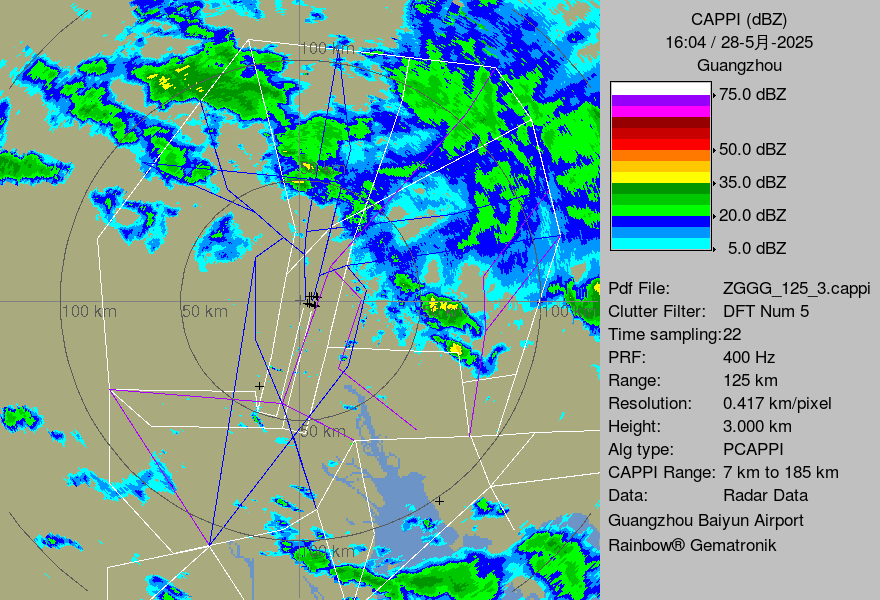 CAPPI (dBZ)
16:04 / 28-5月-2025
Guangzhou
75.0 dBZ
50.0 dBZ
35.0 dBZ
20.0 dBZ
5.0 dBZ
Pdf File: ZGGG_125_3.cappi
Clutter Filter: DFT Num 5
Time sampling:22
PRF: 400 Hz
Range: 125 km
Resolution: 0.417 km/pixel
Height: 3.000 km
Alg type: PCAPPI
CAPPI Range: 7 km to 185 km
Data: Radar Data
Guangzhou Baiyun Airport
Rainbow® Gematronik
100 km
100 km
50 km
100
50 km
100 km